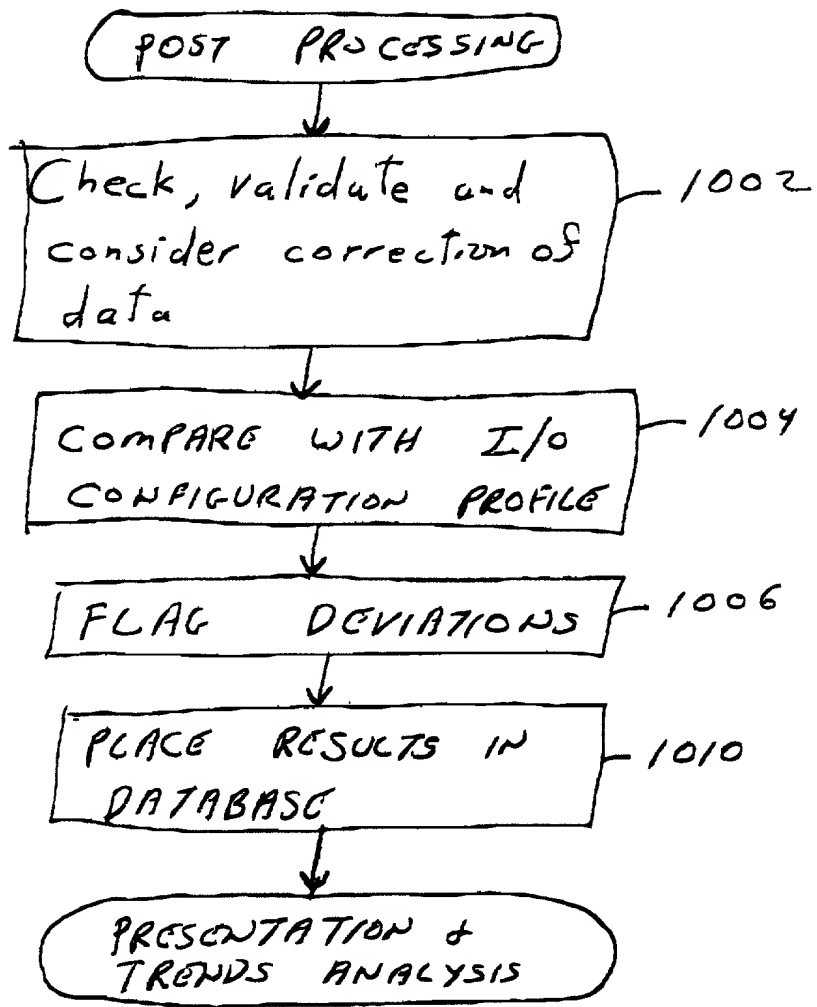 POST PROCESSING
Check, validate and
consider correction of
data
1002
COMPARE WITH I/O
CONFIGURATION PROFILE
1004
FLAG DEVIATIONS
1006
PLACE RESULTS IN
DATABASE
1010
PRESENTATION &
TRENDS ANALYSIS